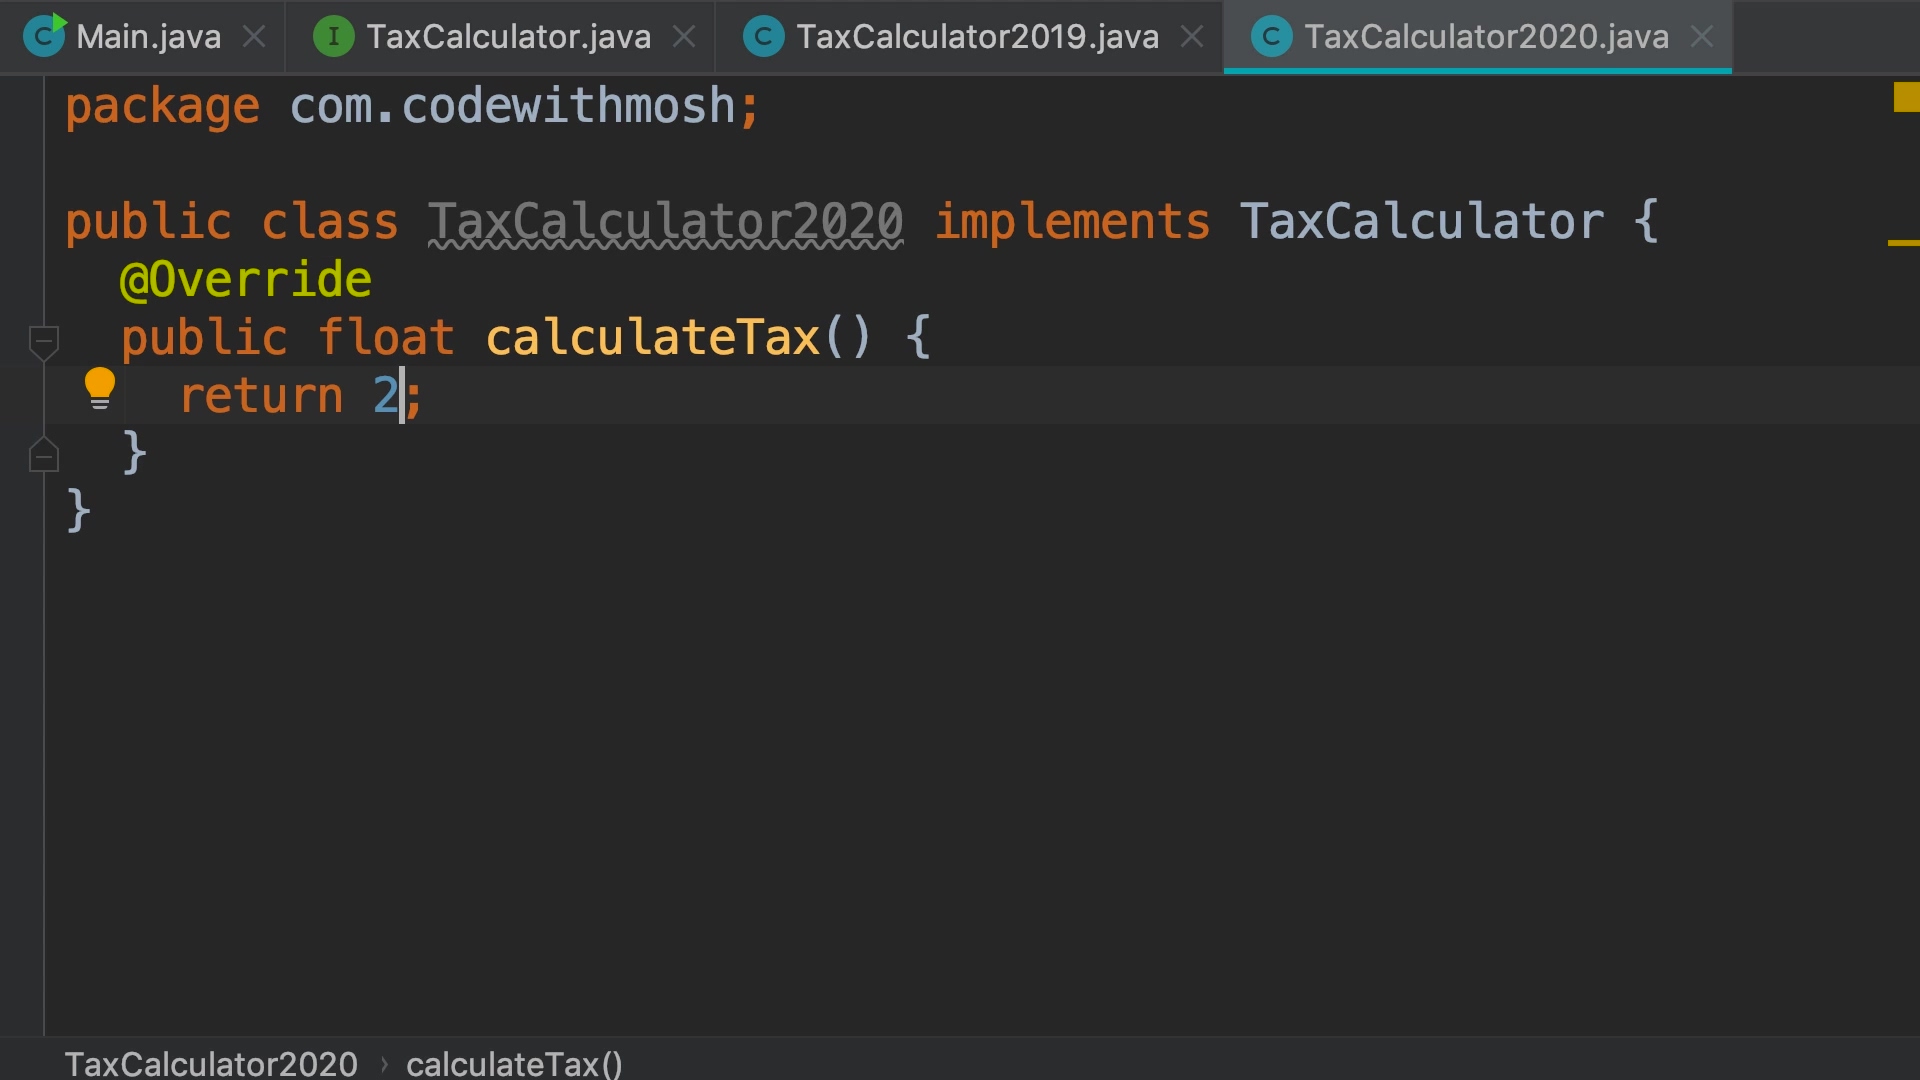 Main.java TaxCalculator.java TaxCalculator2019.java TaxCalculator2020.java
package com.codewithmosh;
public class TaxCalculator2020 implements TaxCalculator {
@Override
public float calculateTax() {
return 2;
}
}
TaxCalculator2020 › calculateTax()